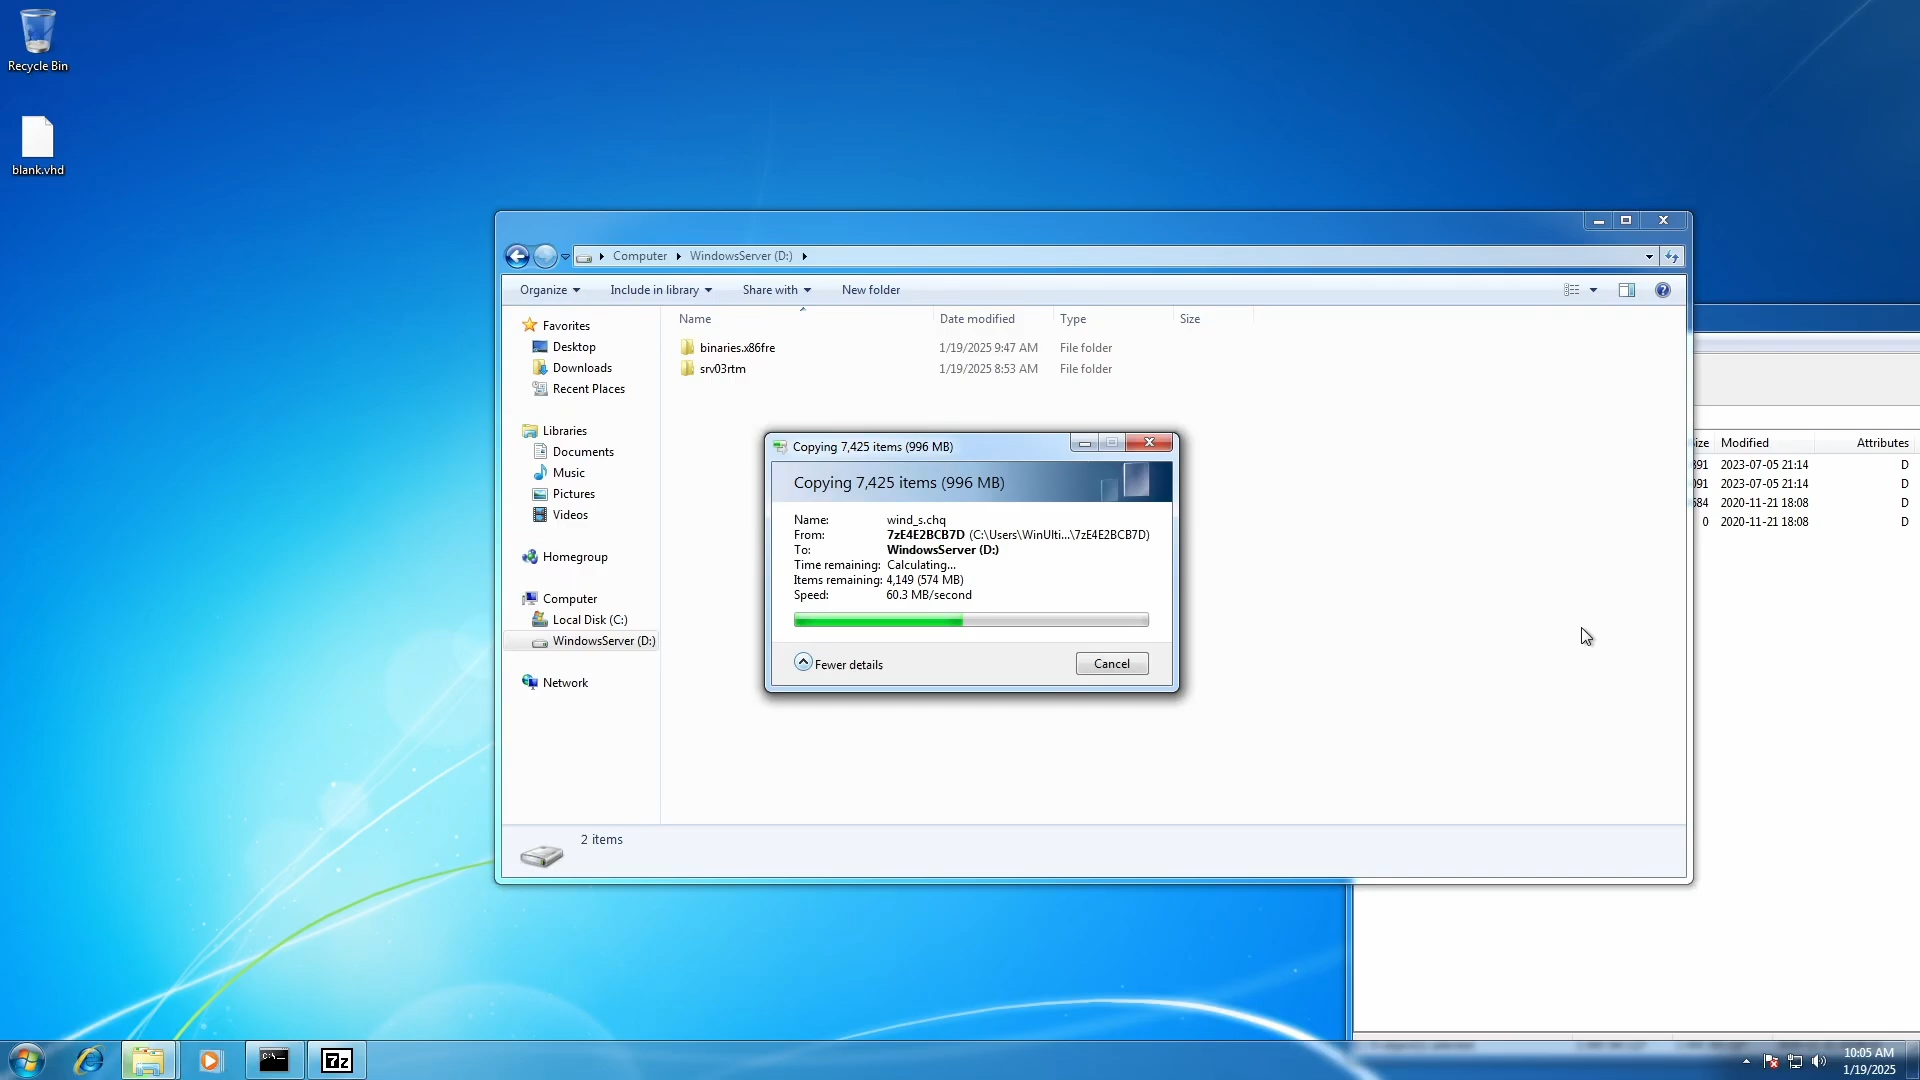 Recycle Bin
blank.vhd
Computer
WindowsServer (D:)
Organize
Include in library
Share with
New folder
Favorites
Desktop
Downloads
Recent Places
Libraries
Documents
Music
Pictures
Videos
Homegroup
Computer
Local Disk (C:)
WindowsServer (D:)
Network
Name
Date modified
Type
Size
binaries.x86fre
1/19/2025 9:47 AM
File folder
srv03rtm
1/19/2025 8:53 AM
File folder
Copying 7,425 items (996 MB)
Copying 7,425 items (996 MB)
Name: wind_s.chq
From: 7zE4E2BCB7D (C:\Users\WinUlti...\7zE4E2BCB7D)
To: WindowsServer (D:)
Time remaining: Calculating...
Items remaining: 4,149 (574 MB)
Speed: 60.3 MB/second
Fewer details
Cancel
2 items
Modified
Attributes
2023-07-05 21:14
D
2023-07-05 21:14
D
2020-11-21 18:08
D
0
2020-11-21 18:08
D
C:\_
7z
10:05 AM
1/19/2025